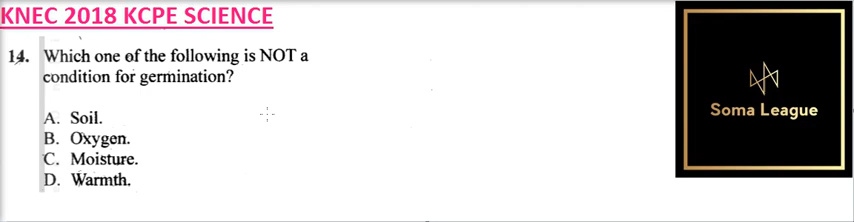 KNEC 2018 KCPE SCIENCE
14. Which one of the following is NOT a
condition for germination?
A. Soil.
B. Oxygen.
C. Moisture.
D. Warmth.
Soma League